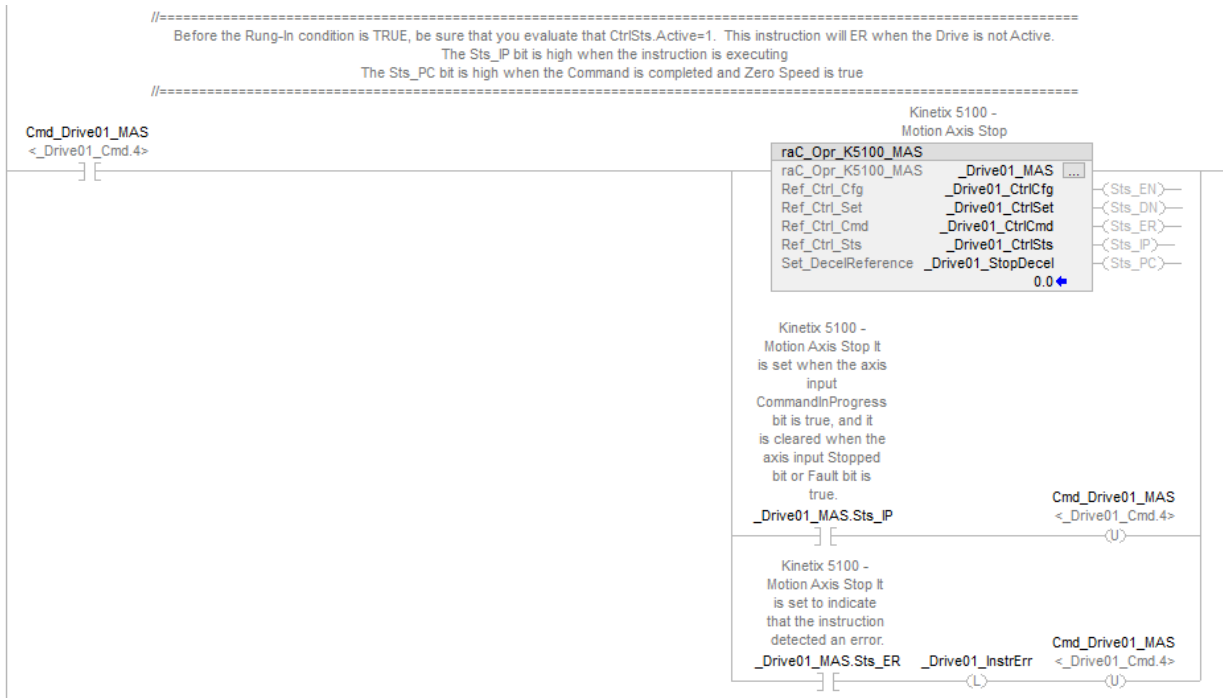 //====================================================================================================================
Before the Rung-In condition is TRUE, be sure that you evaluate that CtrlSts.Active=1.  This instruction will ER when the Drive is not Active.
The Sts_IP bit is high when the instruction is executing
The Sts_PC bit is high when the Command is completed and Zero Speed is true
//====================================================================================================================
Cmd_Drive01_MAS
<_Drive01_Cmd.4>
Kinetix 5100 -
Motion Axis Stop
raC_Opr_K5100_MAS
raC_Opr_K5100_MAS _Drive01_MAS ...
Ref_Ctrl_Cfg _Drive01_CtrlCfg
Ref_Ctrl_Set _Drive01_CtrlSet
Ref_Ctrl_Cmd _Drive01_CtrlCmd
Ref_Ctrl_Sts _Drive01_CtrlSts
Set_DecelReference _Drive01_StopDecel
0.0
(Sts_EN)
(Sts_DN)
(Sts_ER)
(Sts_IP)
(Sts_PC)
Kinetix 5100 -
Motion Axis Stop It
is set when the axis
input
CommandInProgress
bit is true, and it
is cleared when the
axis input Stopped
bit or Fault bit is
true.
_Drive01_MAS.Sts_IP
Cmd_Drive01_MAS
<_Drive01_Cmd.4>
(U)
Kinetix 5100 -
Motion Axis Stop It
is set to indicate
that the instruction
detected an error.
_Drive01_MAS.Sts_ER
_Drive01_InstrErr
(L)
Cmd_Drive01_MAS
<_Drive01_Cmd.4>
(U)